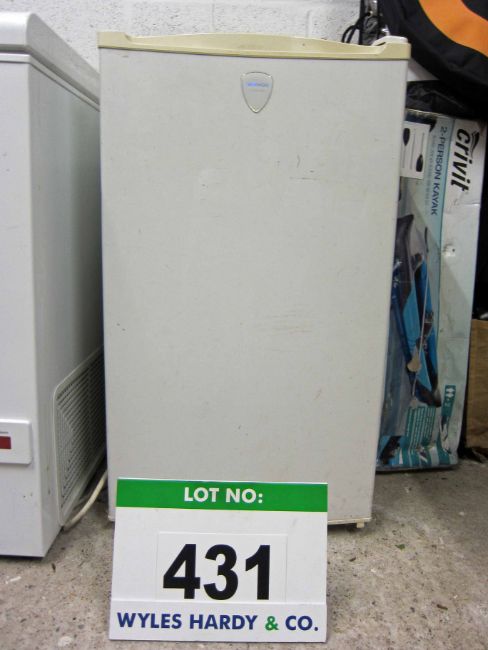 crivit
2-PERSON KAYAK
LOT NO:
431
WYLES HARDY & CO.